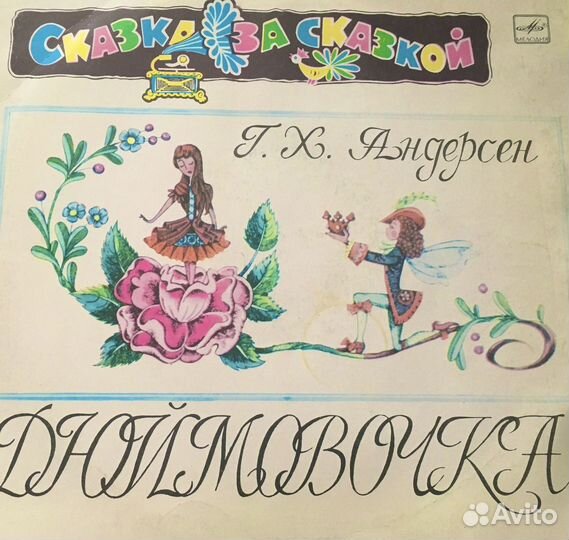 СКАЗКА ЗА СКАЗКОЙ
МЕЛОДИЯ
Г. Х. Андерсен
ДЮЙМОВОЧКА
Avito